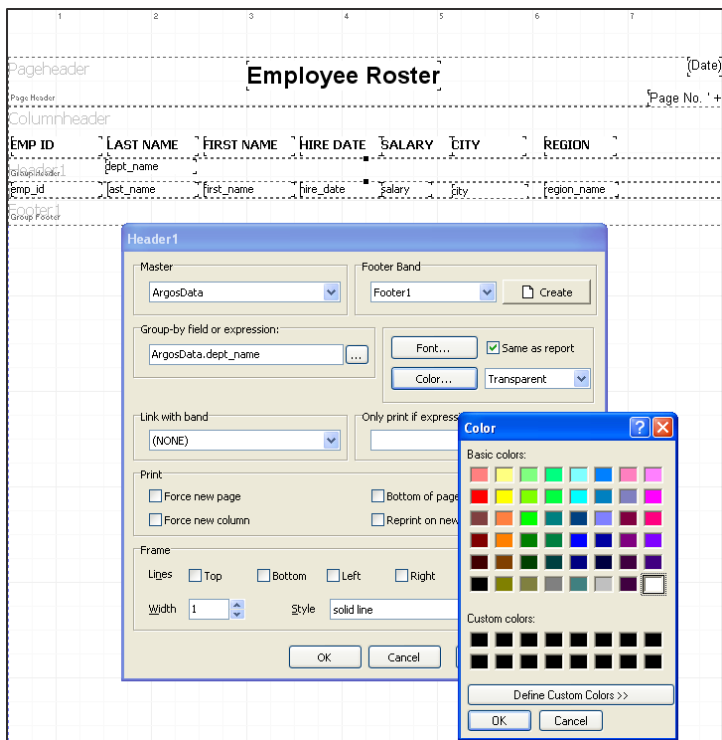 1 2 3 4 5 6 7
Pageheader
Employee Roster
(Date)
Page Header
'Page No. ' +
Columnheader
EMP ID LAST NAME FIRST NAME HIRE DATE SALARY CITY REGION
Header1
Group Header
dept_name
emp_id last_name first_name hire_date salary city region_name
Footer1
Group Footer
Header1
Master
ArgosData
Footer Band
Footer1
Create
Group-by field or expression:
ArgosData.dept_name
...
Font...
Same as report
Color...
Transparent
Link with band
(NONE)
Only print if express
Print
Force new page
Bottom of page
Force new column
Reprint on new
Frame
Lines Top Bottom Left Right
Width 1 Style solid line
OK Cancel
Color
?
Basic colors:
Custom colors:
Define Custom Colors >>
OK Cancel